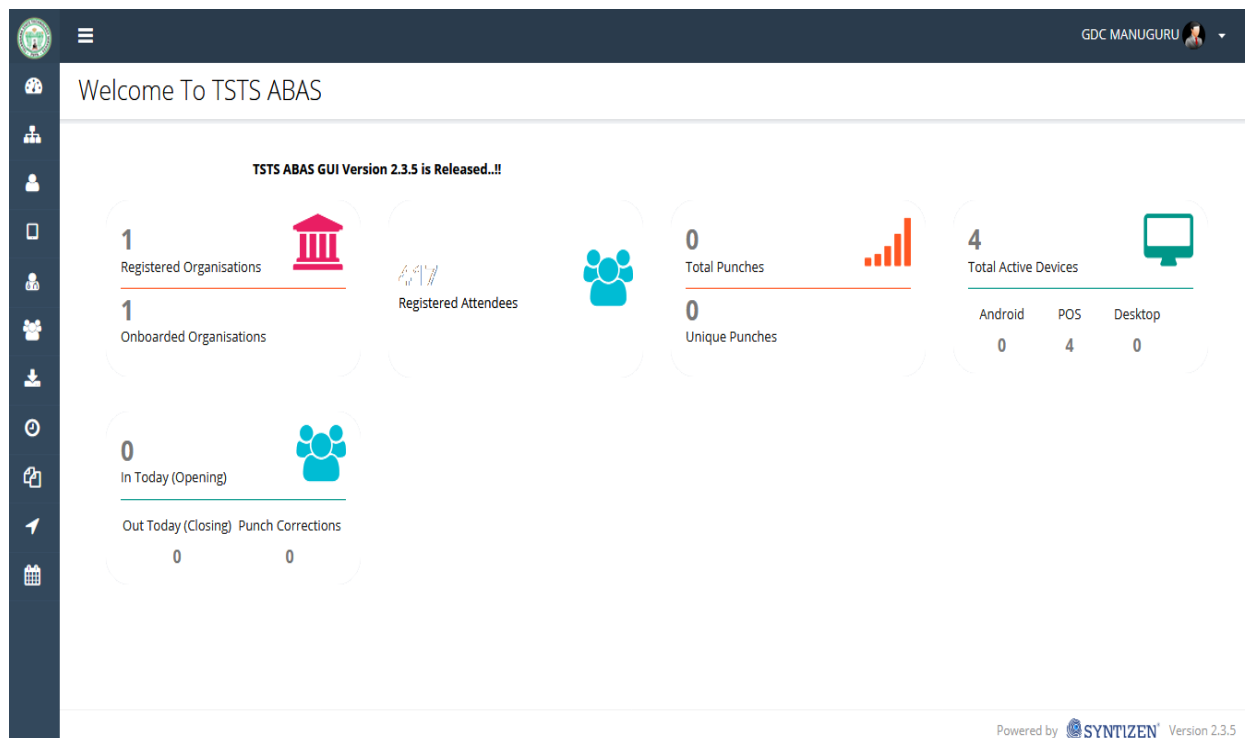 GDC MANUGURU
Welcome To TSTS ABAS
TSTS ABAS GUI Version 2.3.5 is Released..!!
1
Registered Organisations
1
Onboarded Organisations
Registered Attendees
0
Total Punches
0
Unique Punches
4
Total Active Devices
Android POS Desktop
0 4 0
0
In Today (Opening)
Out Today (Closing) Punch Corrections
0 0
Powered by SYNTIZEN Version 2.3.5